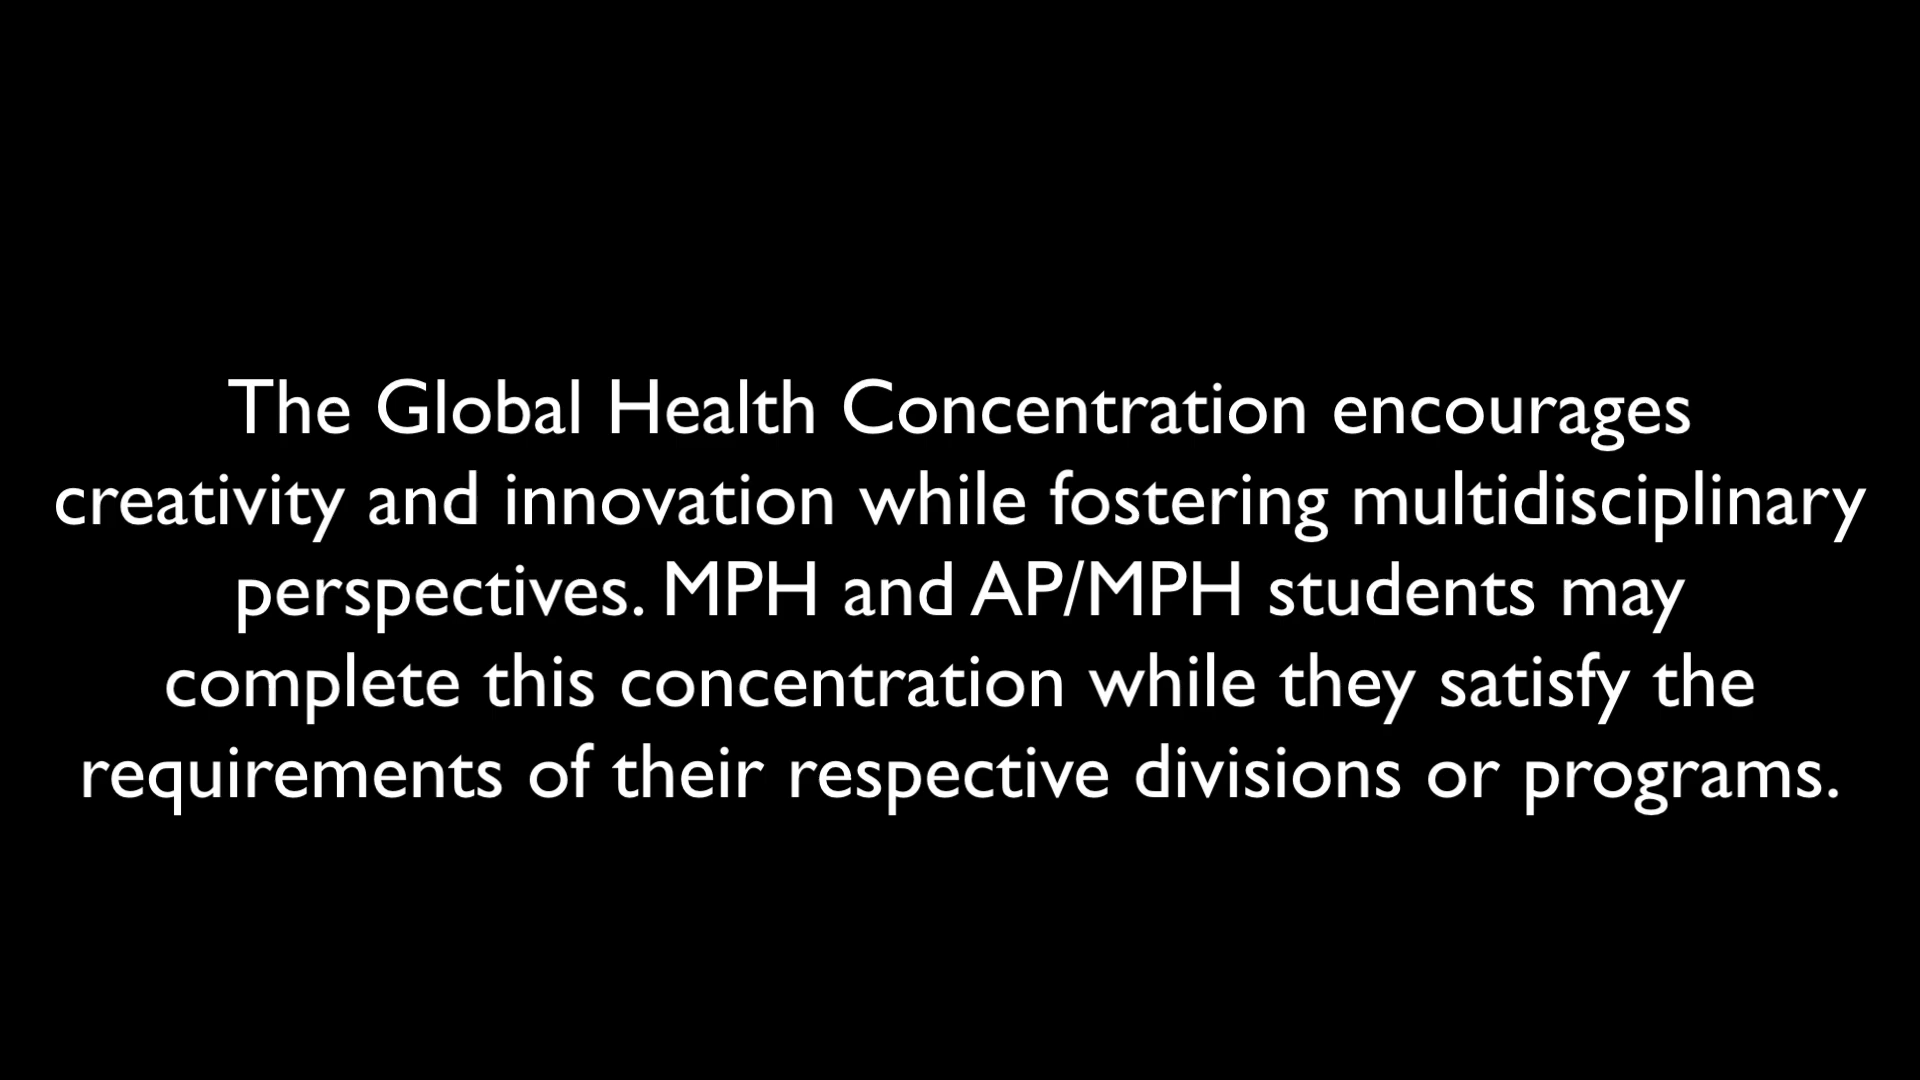 The Global Health Concentration encourages
creativity and innovation while fostering multidisciplinary
perspectives. MPH and AP/MPH students may
complete this concentration while they satisfy the
requirements of their respective divisions or programs.